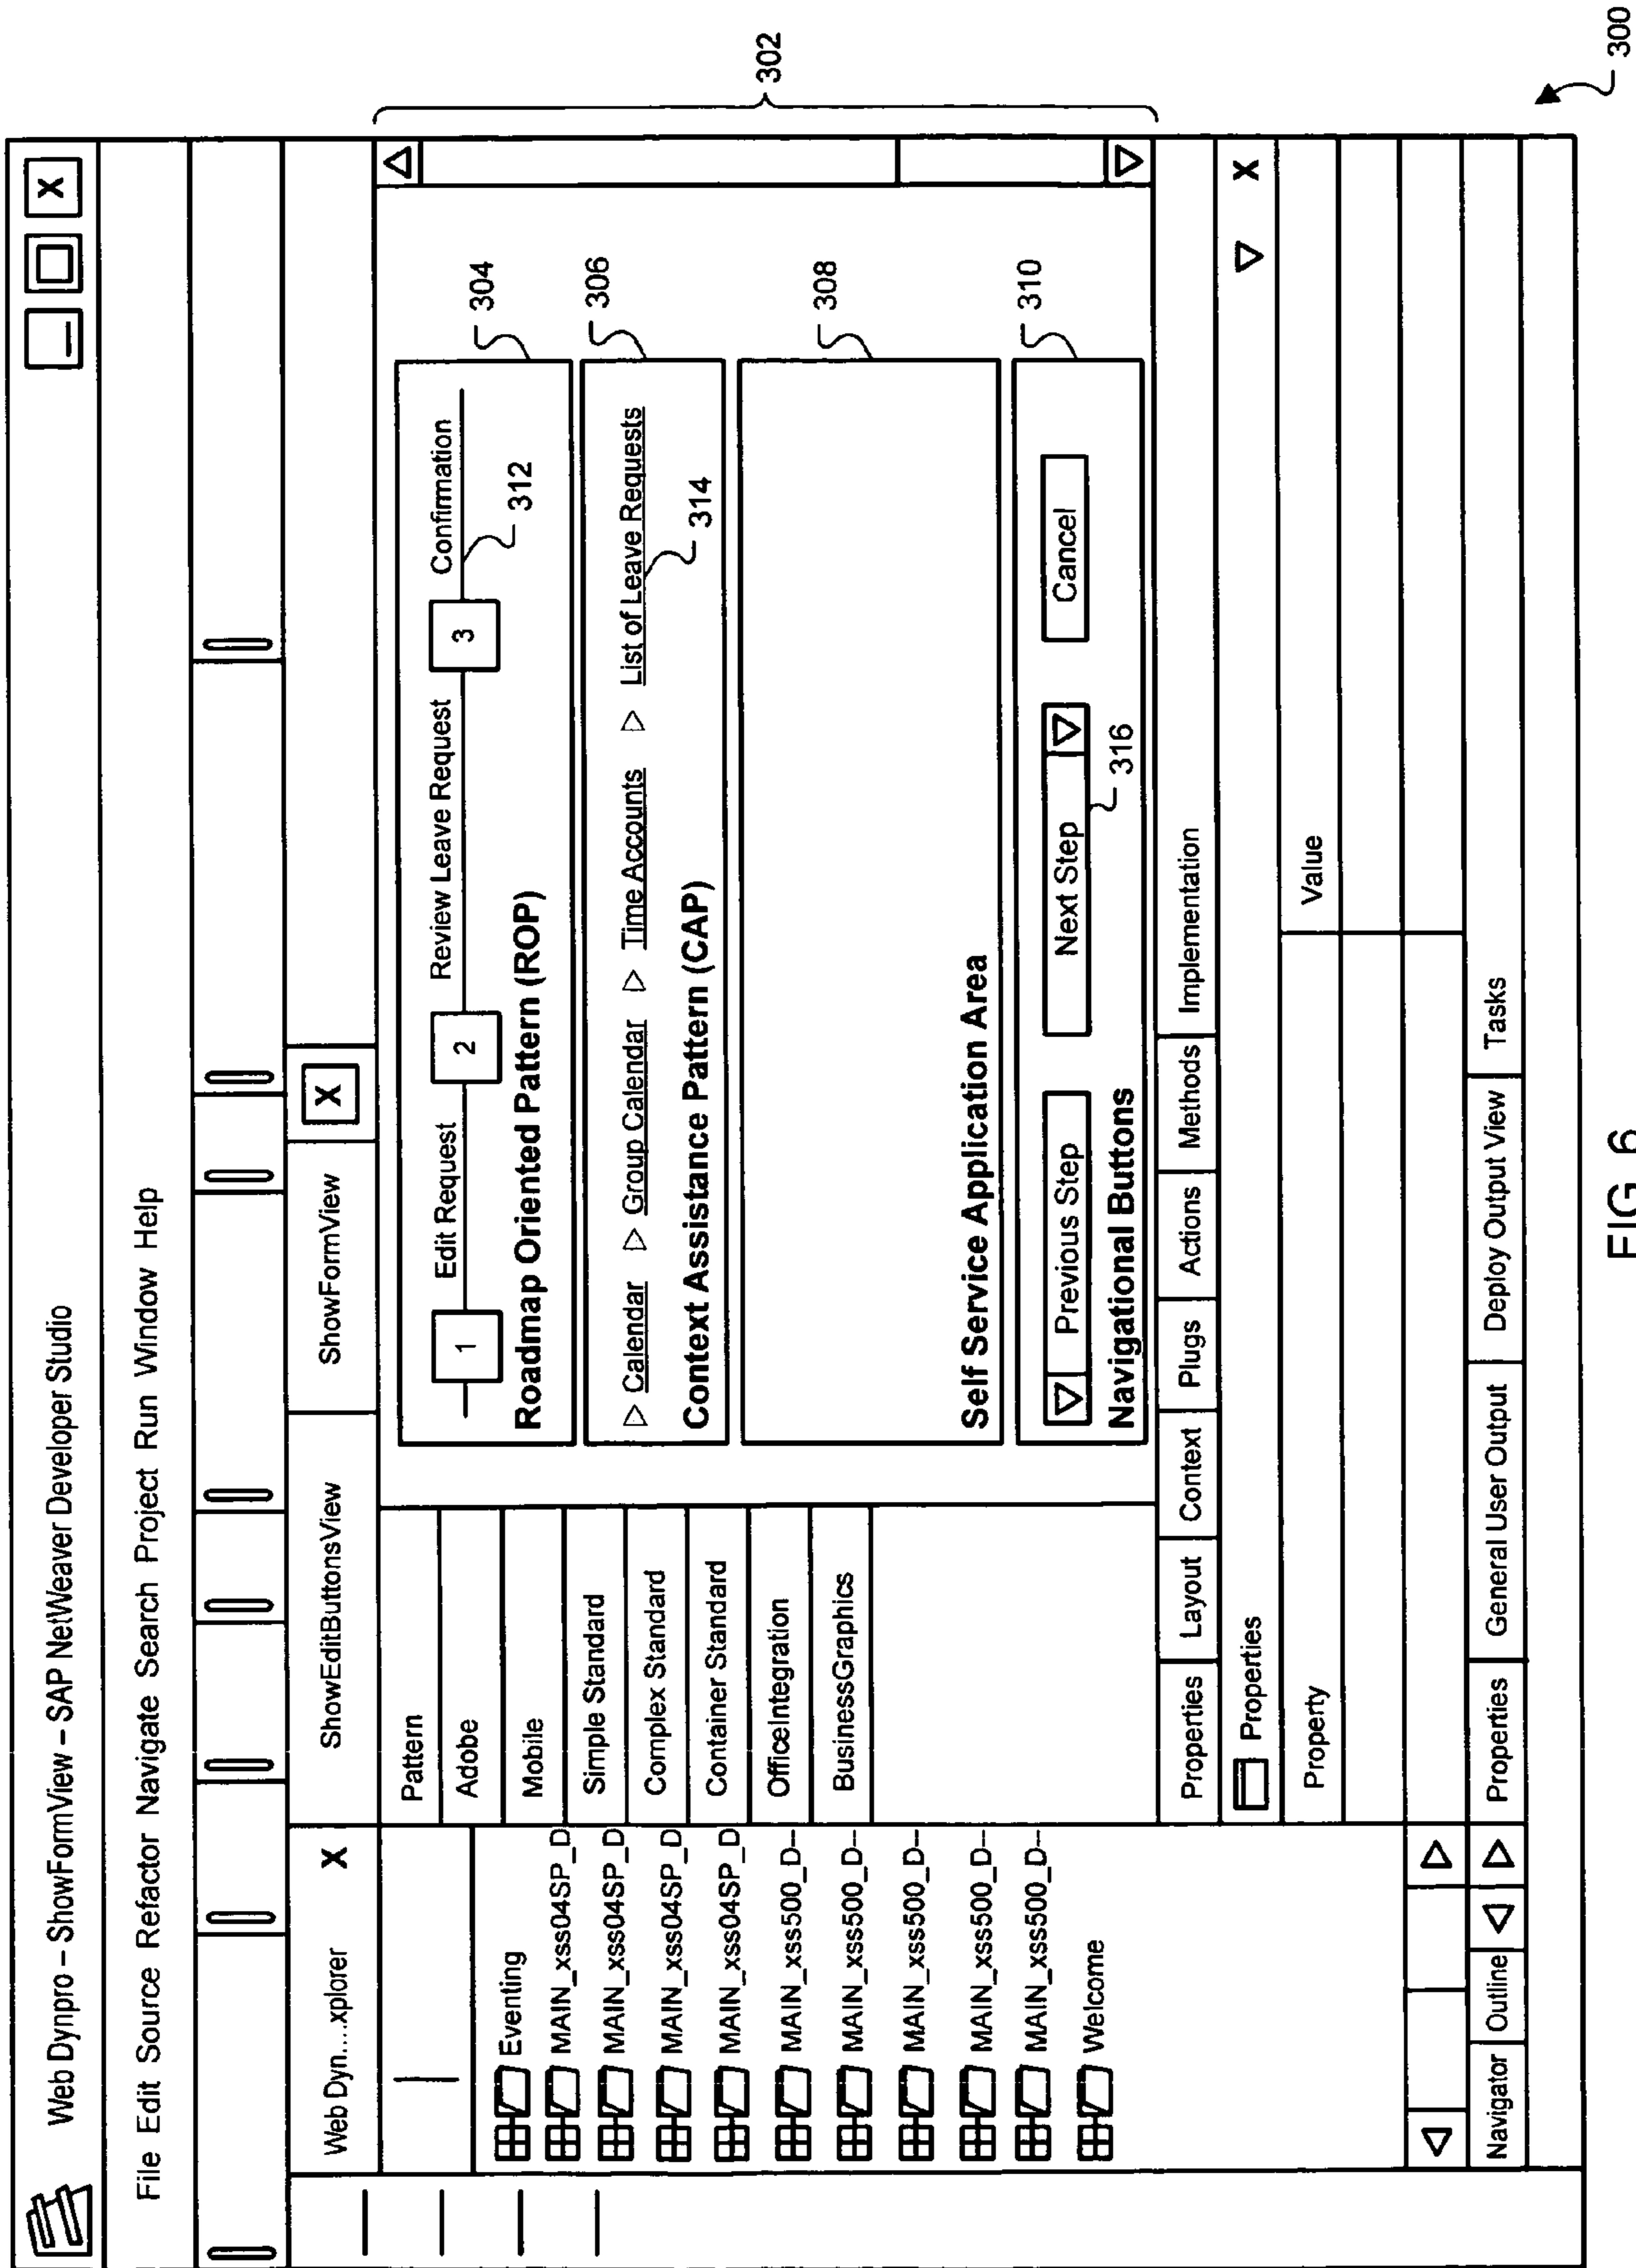 Web Dynpro – ShowFormView – SAP NetWeaver Developer Studio
X
File Edit Source Refactor Navigate Search Project Run Window Help
Web Dyn....xplorer X
ShowEditButtonsView
ShowFormView
X
Eventing
MAIN_xss04SP_D
MAIN_xss04SP_D
MAIN_xss04SP_D
MAIN_xss04SP_D
MAIN_xss500_D--
MAIN_xss500_D--
MAIN_xss500_D--
MAIN_xss500_D--
MAIN_xss500_D--
Welcome
Pattern
Adobe
Mobile
Simple Standard
Complex Standard
Container Standard
OfficeIntegration
BusinessGraphics
1 Edit Request 2 Review Leave Request 3 Confirmation
Roadmap Oriented Pattern (ROP)
304
312
Calendar Group Calendar Time Accounts List of Leave Requests
Context Assistance Pattern (CAP)
306
314
Self Service Application Area
308
Previous Step Next Step Cancel
Navigational Buttons
310
316
302
Properties Layout Context Plugs Actions Methods Implementation
Properties X
Property Value
Navigator Outline
Properties General User Output Deploy Output View Tasks
300
FIG. 6